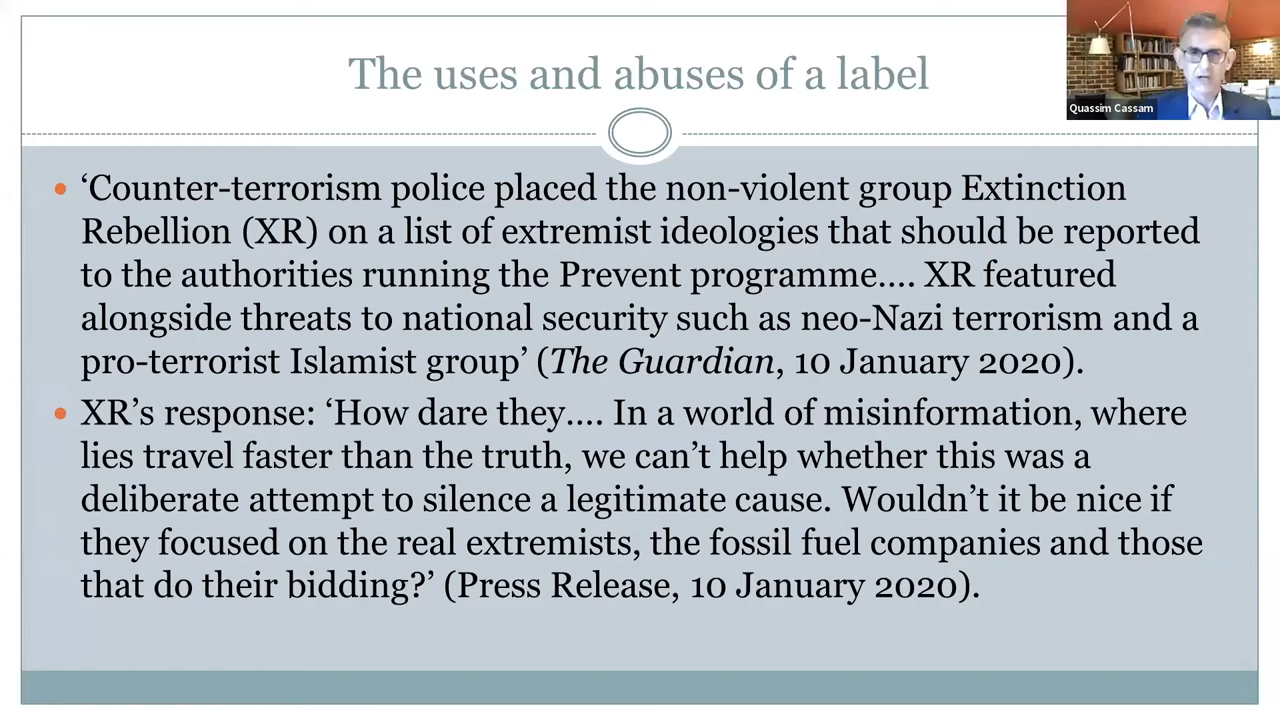 The uses and abuses of a label
Quassim Cassam
‘Counter-terrorism police placed the non-violent group Extinction
Rebellion (XR) on a list of extremist ideologies that should be reported
to the authorities running the Prevent programme…. XR featured
alongside threats to national security such as neo-Nazi terrorism and a
pro-terrorist Islamist group’ (The Guardian, 10 January 2020).
XR’s response: ‘How dare they…. In a world of misinformation, where
lies travel faster than the truth, we can’t help whether this was a
deliberate attempt to silence a legitimate cause. Wouldn’t it be nice if
they focused on the real extremists, the fossil fuel companies and those
that do their bidding?’ (Press Release, 10 January 2020).